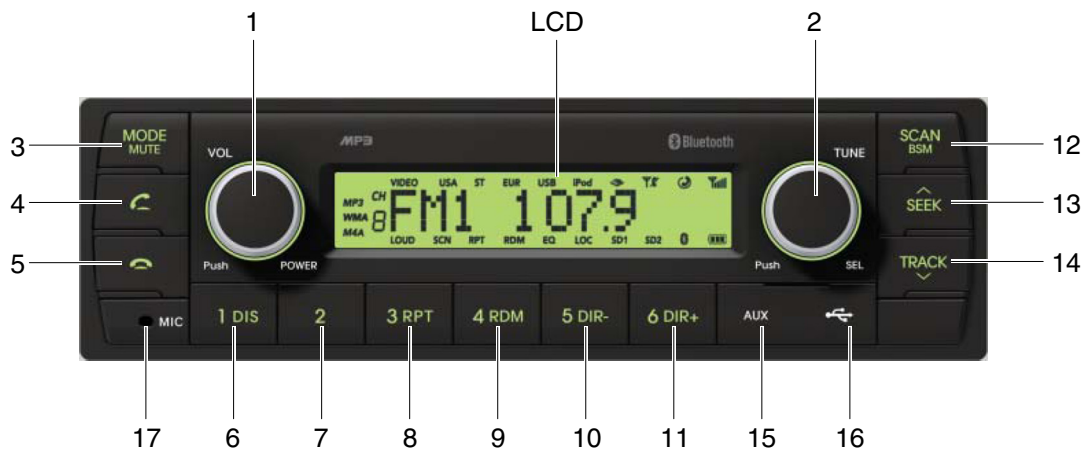 1 LCD 2
MP3 Bluetooth
3 MODE MUTE VOL TUNE SCAN BSM 12
VIDEO USA ST EUR USB iPod
4 MP3 WMA M4A CH 8 FM1 107.9 SEEK 13
LOUD SCN RPT RDM EQ LOC SD1 SD2
5 Push POWER Push SEL TRACK 14
MIC 1 DIS 2 3 RPT 4 RDM 5 DIR- 6 DIR+ AUX
17 6 7 8 9 10 11 15 16